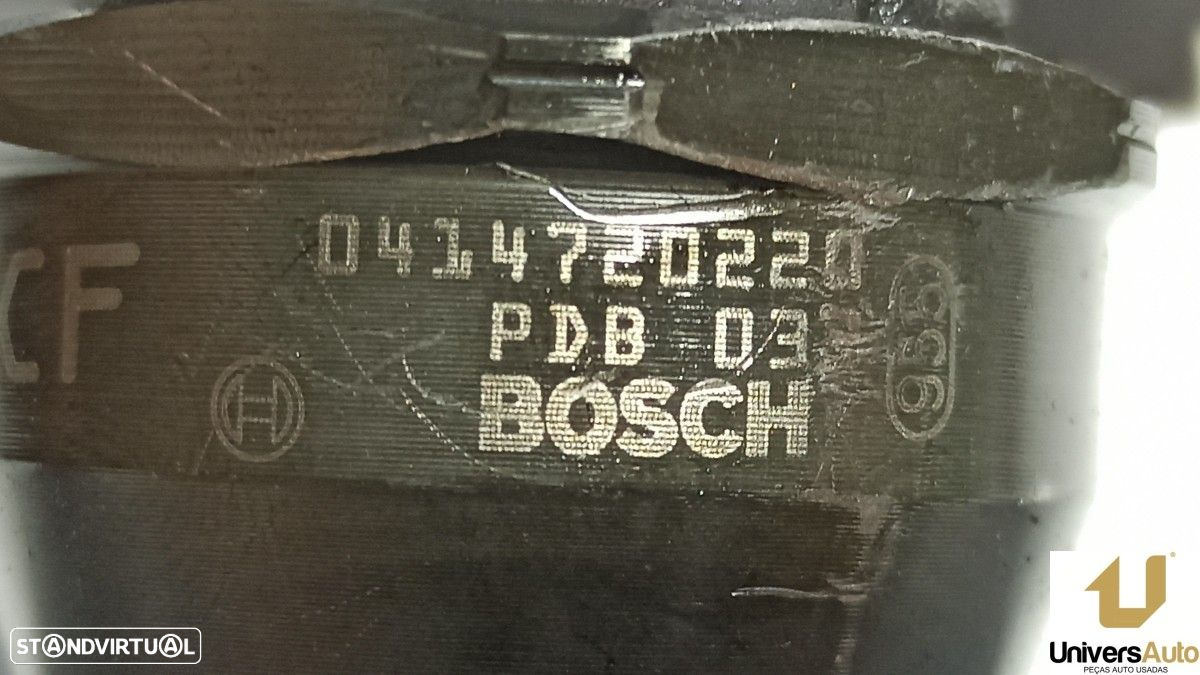 0414720220
PDB 03
BOSCH
CF
STANDVIRTUAL
UniversAuto
PEÇAS AUTO USADAS